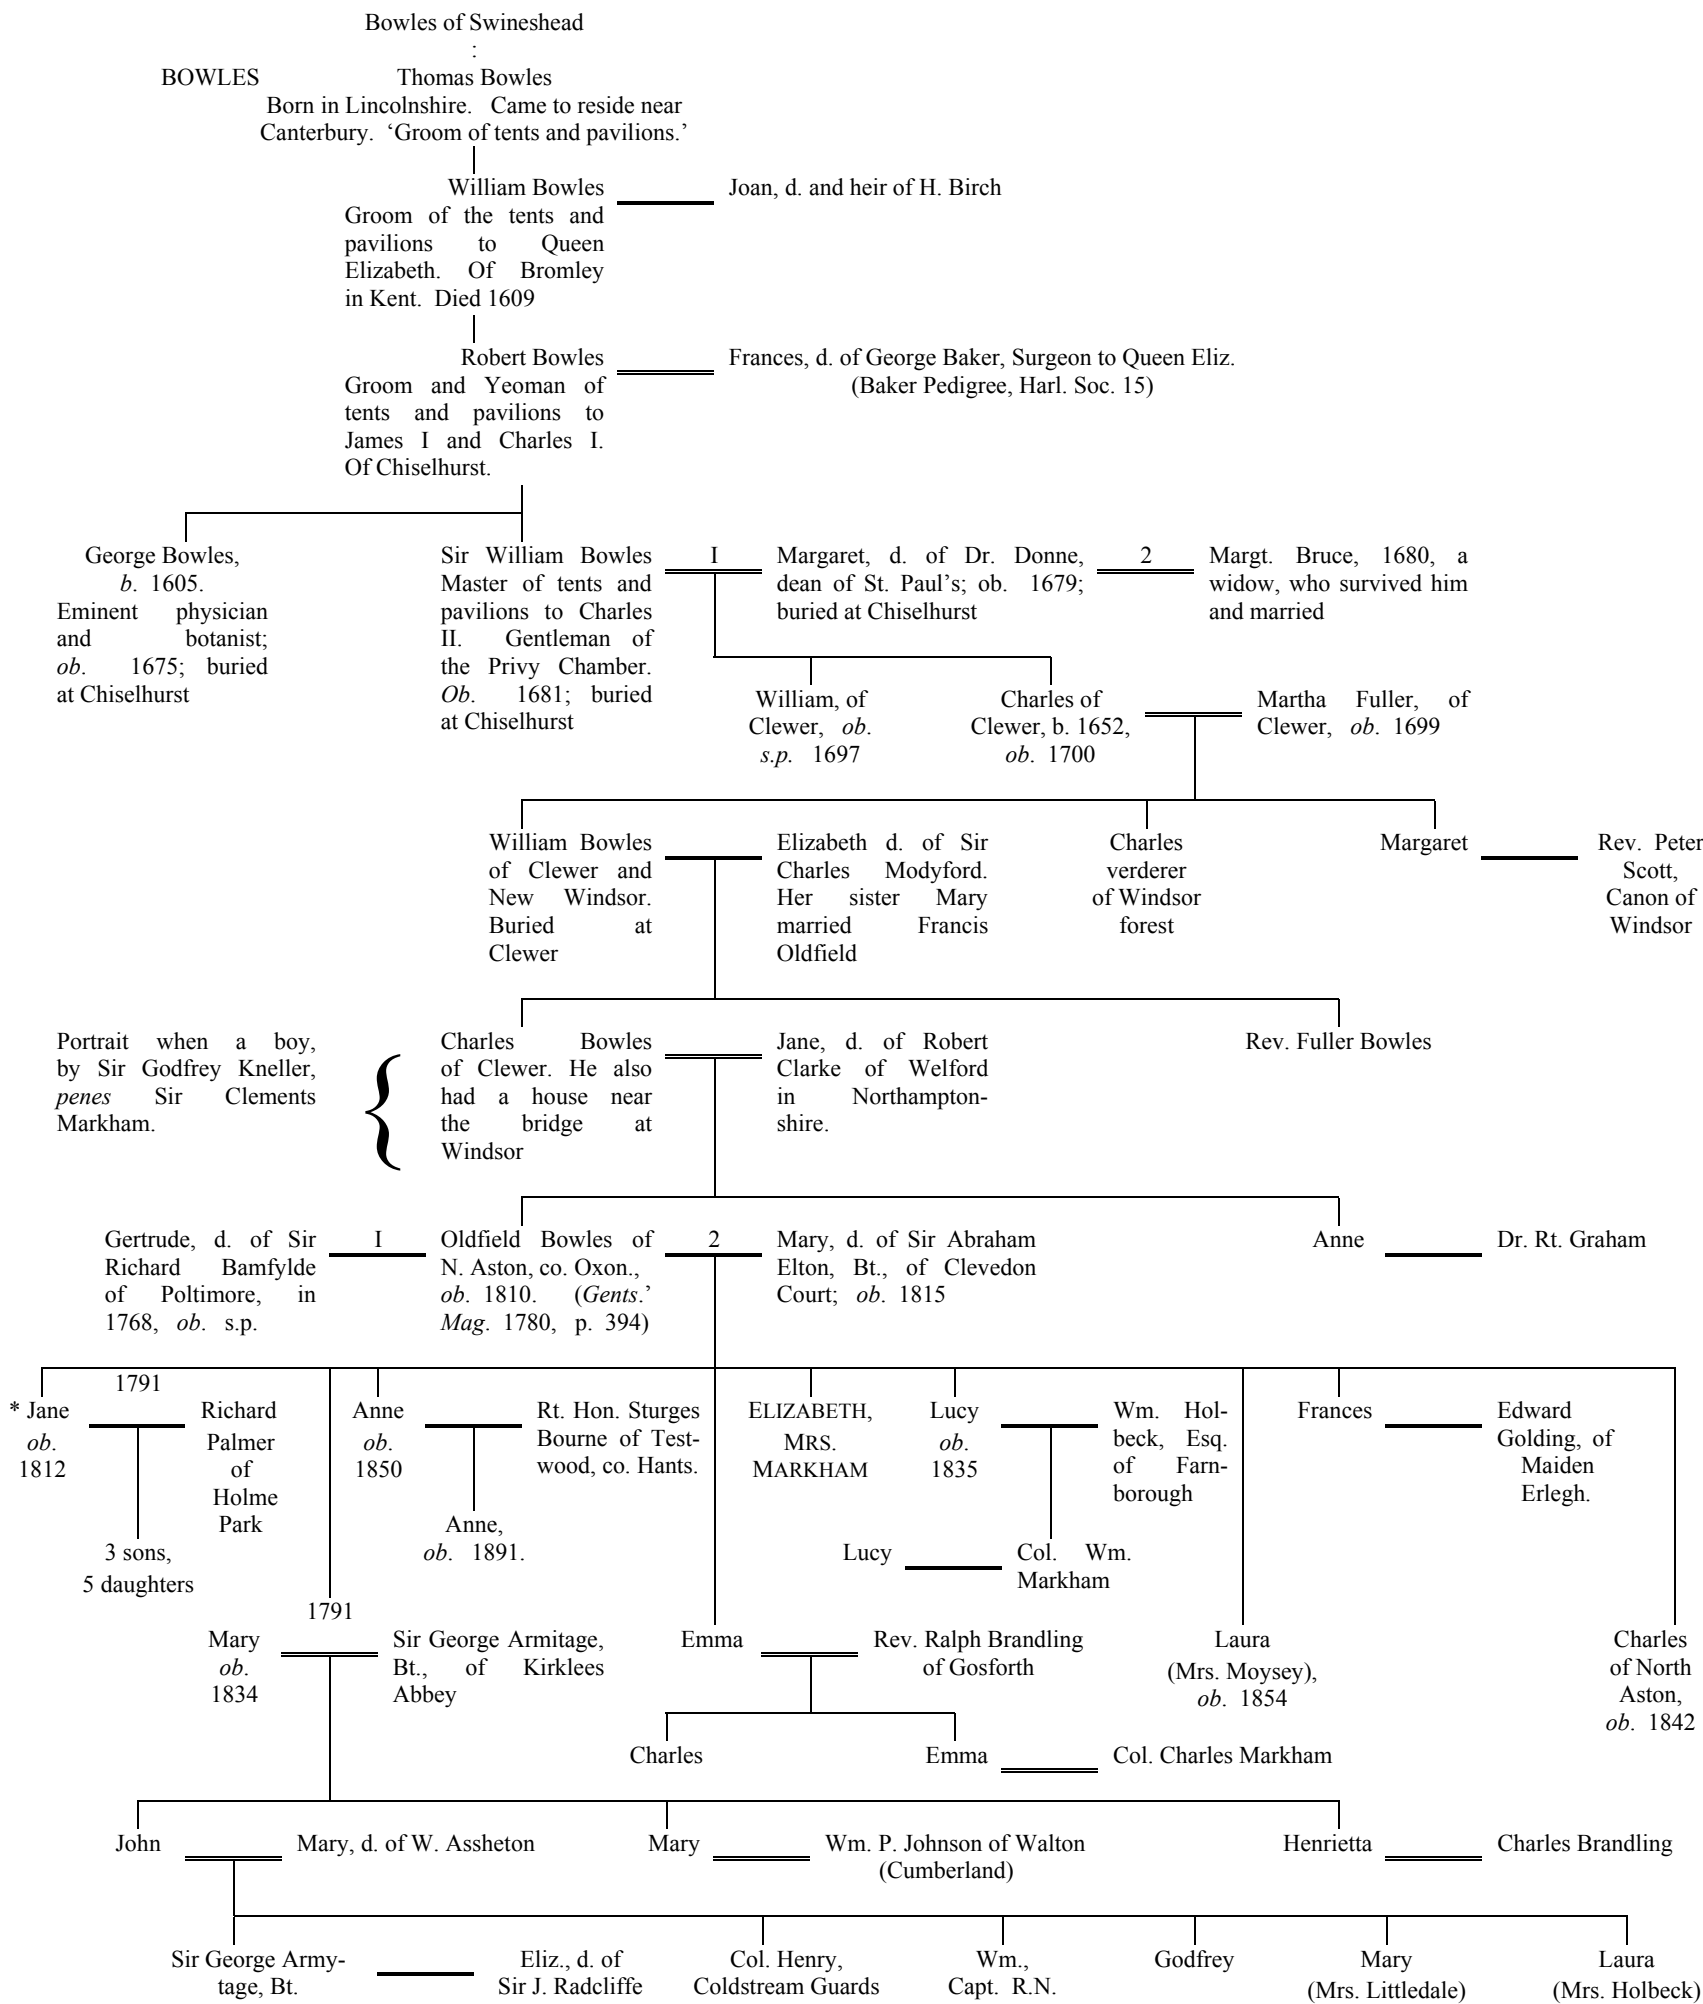 Bowles of Swineshead
:
BOWLES
Thomas Bowles
Born in Lincolnshire. Came to reside near
Canterbury. ‘Groom of tents and pavilions.’
William Bowles
Groom of the tents and
pavilions to Queen
Elizabeth. Of Bromley
in Kent. Died 1609
Joan, d. and heir of H. Birch
Robert Bowles
Groom and Yeoman of
tents and pavilions to
James I and Charles I.
Of Chiselhurst.
Frances, d. of George Baker, Surgeon to Queen Eliz.
(Baker Pedigree, Harl. Soc. 15)
George Bowles,
b. 1605.
Eminent physician
and botanist;
ob. 1675; buried
at Chiselhurst
Sir William Bowles
Master of tents and
pavilions to Charles
II. Gentleman of
the Privy Chamber.
Ob. 1681; buried
at Chiselhurst
I
Margaret, d. of Dr. Donne,
dean of St. Paul's; ob. 1679;
buried at Chiselhurst
2
Margt. Bruce, 1680, a
widow, who survived him
and married
William, of
Clewer, ob.
s.p. 1697
Charles of
Clewer, b. 1652,
ob. 1700
Martha Fuller, of
Clewer, ob. 1699
William Bowles
of Clewer and
New Windsor.
Buried at
Clewer
Elizabeth d. of Sir
Charles Modyford.
Her sister Mary
married Francis
Oldfield
Charles
verderer
of Windsor
forest
Margaret
Rev. Peter
Scott,
Canon of
Windsor
Portrait when a boy,
by Sir Godfrey Kneller,
penes Sir Clements
Markham.
{
Charles Bowles
of Clewer. He also
had a house near
the bridge at
Windsor
Jane, d. of Robert
Clarke of Welford
in Northampton-
shire.
Rev. Fuller Bowles
Gertrude, d. of Sir
Richard Bamfylde
of Poltimore, in
1768, ob. s.p.
I
Oldfield Bowles of
N. Aston, co. Oxon.,
ob. 1810. (Gents.’
Mag. 1780, p. 394)
2
Mary, d. of Sir Abraham
Elton, Bt., of Clevedon
Court; ob. 1815
Anne
Dr. Rt. Graham
* Jane
ob.
1812
1791
Richard
Palmer
of
Holme
Park
3 sons,
5 daughters
Anne
ob.
1850
Rt. Hon. Sturges
Bourne of Test-
wood, co. Hants.
Anne,
ob. 1891.
ELIZABETH,
MRS.
MARKHAM
Lucy
ob.
1835
Wm. Hol-
beck, Esq.
of Farn-
borough
Lucy
Col. Wm.
Markham
Frances
Edward
Golding, of
Maiden
Erlegh.
Mary
ob.
1834
1791
Sir George Armitage,
Bt., of Kirklees
Abbey
Emma
Rev. Ralph Brandling
of Gosforth
Laura
(Mrs. Moysey),
ob. 1854
Charles
of North
Aston,
ob. 1842
Charles
Emma
Col. Charles Markham
John
Mary, d. of W. Assheton
Mary
Wm. P. Johnson of Walton
(Cumberland)
Henrietta
Charles Brandling
Sir George Army-
tage, Bt.
Eliz., d. of
Sir J. Radcliffe
Col. Henry,
Coldstream Guards
Wm.,
Capt. R.N.
Godfrey
Mary
(Mrs. Littledale)
Laura
(Mrs. Holbeck)